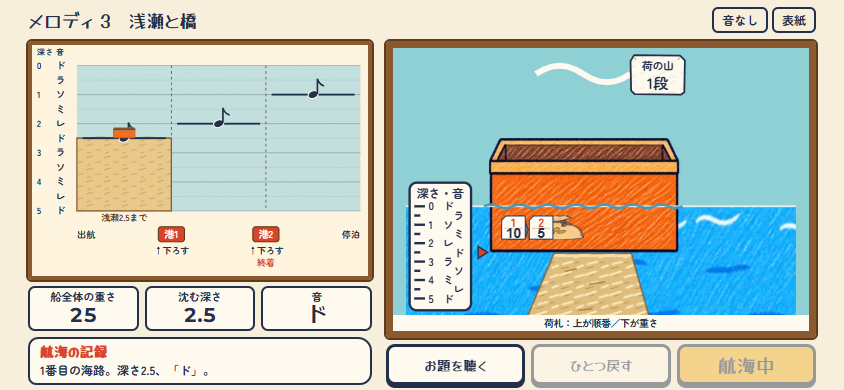 メロディ 3 浅瀬と橋
音なし
表紙
深さ 音
0 ド
ラ
1 ソ
ミ
2 レ
ド
3 ラ
ソ
4 ミ
レ
5 ド
浅瀬2.5まで
出航
港1
港2
停泊
↑下ろす
↑下ろす
終着
荷の山
1段
深さ・音
0 ド
ラ
1 ソ
ミ
2 レ
ド
3 ラ
ソ
4 ミ
レ
5 ド
1
10
2
5
荷札：上が順番／下が重さ
船全体の重さ
25
沈む深さ
2.5
音
ド
航海の記録
1番目の海路。深さ2.5、「ド」。
お題を聴く
ひとつ戻す
航海中